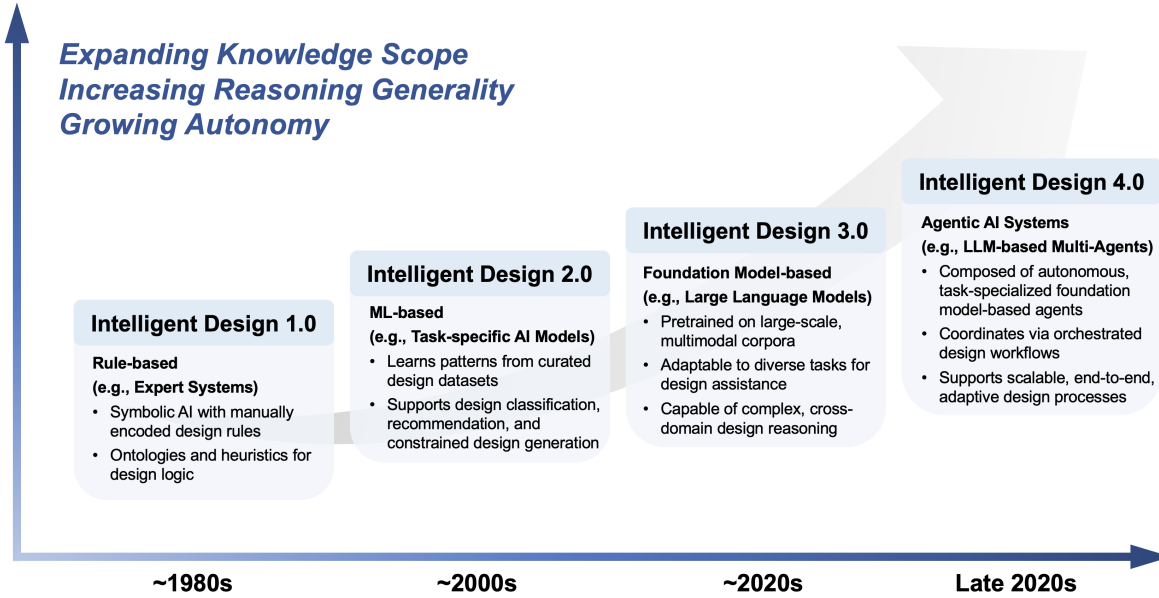 Expanding Knowledge Scope
Increasing Reasoning Generality
Growing Autonomy
Intelligent Design 1.0
Rule-based
(e.g., Expert Systems)
• Symbolic AI with manually
encoded design rules
• Ontologies and heuristics for
design logic
Intelligent Design 2.0
ML-based
(e.g., Task-specific AI Models)
• Learns patterns from curated
design datasets
• Supports design classification,
recommendation, and
constrained design generation
Intelligent Design 3.0
Foundation Model-based
(e.g., Large Language Models)
• Pretrained on large-scale,
multimodal corpora
• Adaptable to diverse tasks for
design assistance
• Capable of complex, cross-
domain design reasoning
Intelligent Design 4.0
Agentic AI Systems
(e.g., LLM-based Multi-Agents)
• Composed of autonomous,
task-specialized foundation
model-based agents
• Coordinates via orchestrated
design workflows
• Supports scalable, end-to-end,
adaptive design processes
~1980s
~2000s
~2020s
Late 2020s